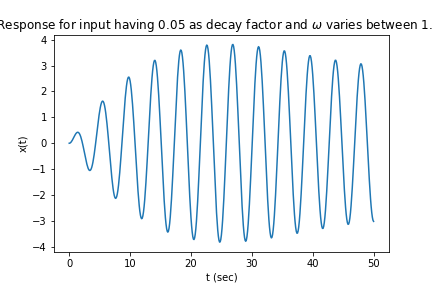 Response for input having 0.05 as decay factor and ω varies between 1.
4
3
2
1
0
−1
−2
−3
−4
x(t)
0 10 20 30 40 50
t (sec)